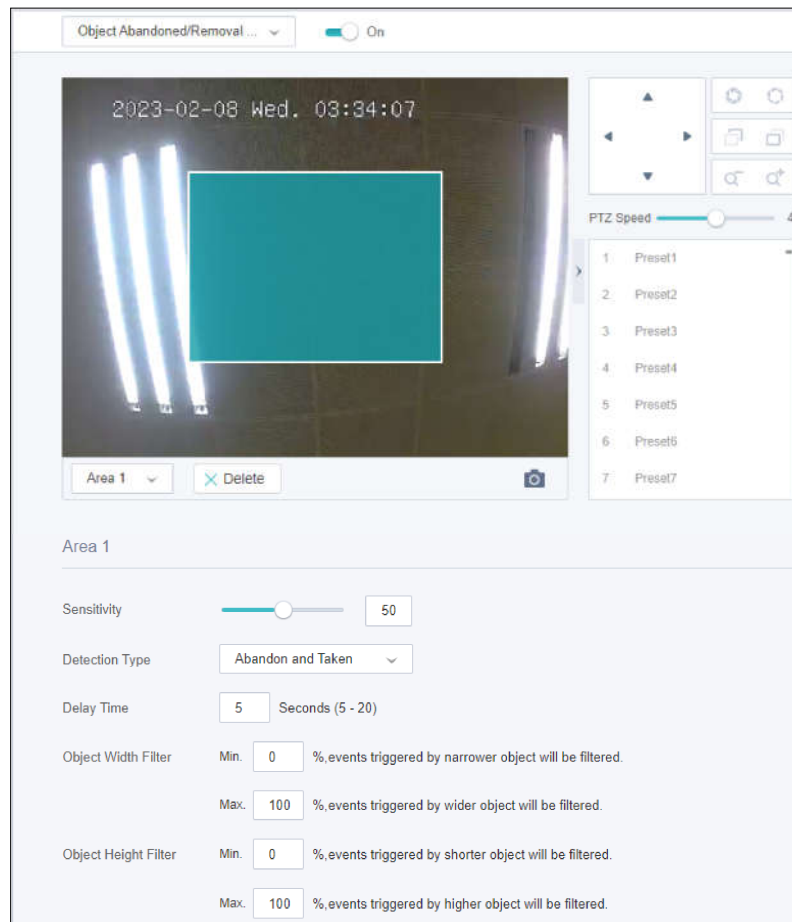 Object Abandoned/Removal ... On
2023-02-08 Wed. 03:34:07
PTZ Speed 4
1 Preset1
2 Preset2
3 Preset3
4 Preset4
5 Preset5
6 Preset6
7 Preset7
Area 1 Delete
Area 1
Sensitivity 50
Detection Type Abandon and Taken
Delay Time 5 Seconds (5 - 20)
Object Width Filter Min. 0 %,events triggered by narrower object will be filtered.
Max. 100 %,events triggered by wider object will be filtered.
Object Height Filter Min. 0 %,events triggered by shorter object will be filtered.
Max. 100 %,events triggered by higher object will be filtered.